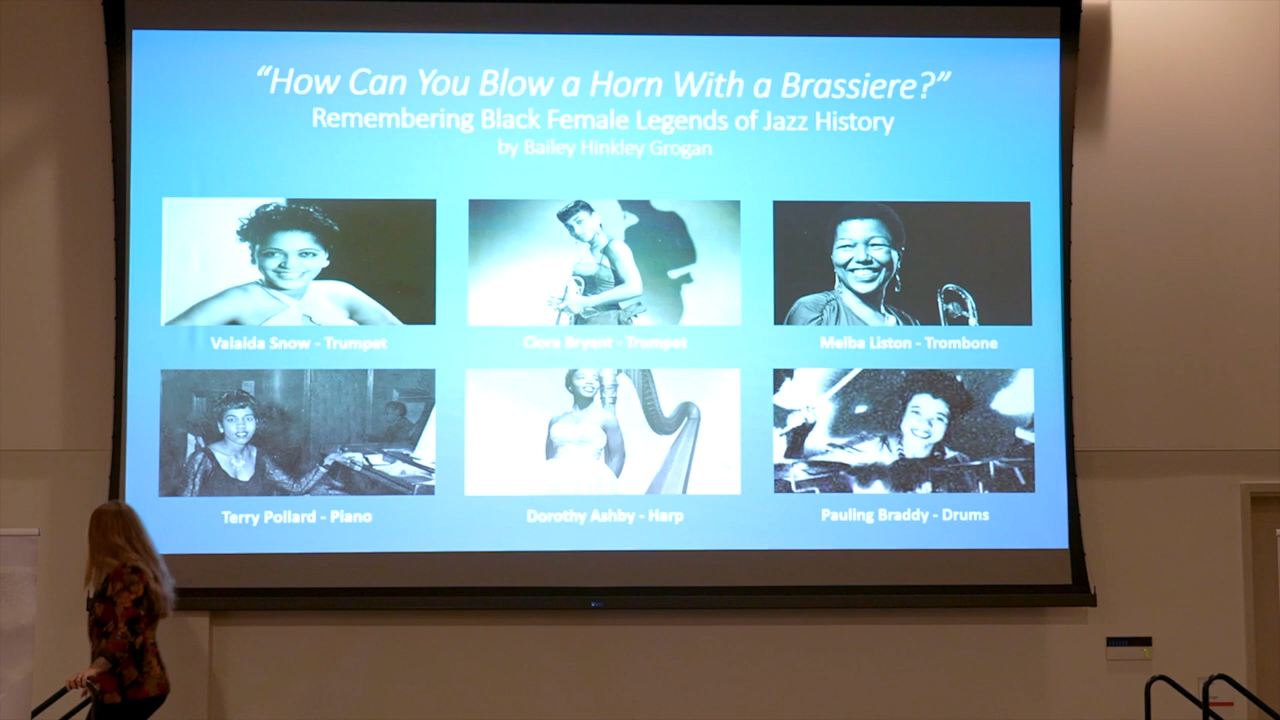 “How Can You Blow a Horn With a Brassiere?”
Remembering Black Female Legends of Jazz History
by Bailey Hinkley Grogan
Valaida Snow - Trumpet
Clora Bryant - Trumpet
Melba Liston - Trombone
Terry Pollard - Piano
Dorothy Ashby - Harp
Pauling Braddy - Drums